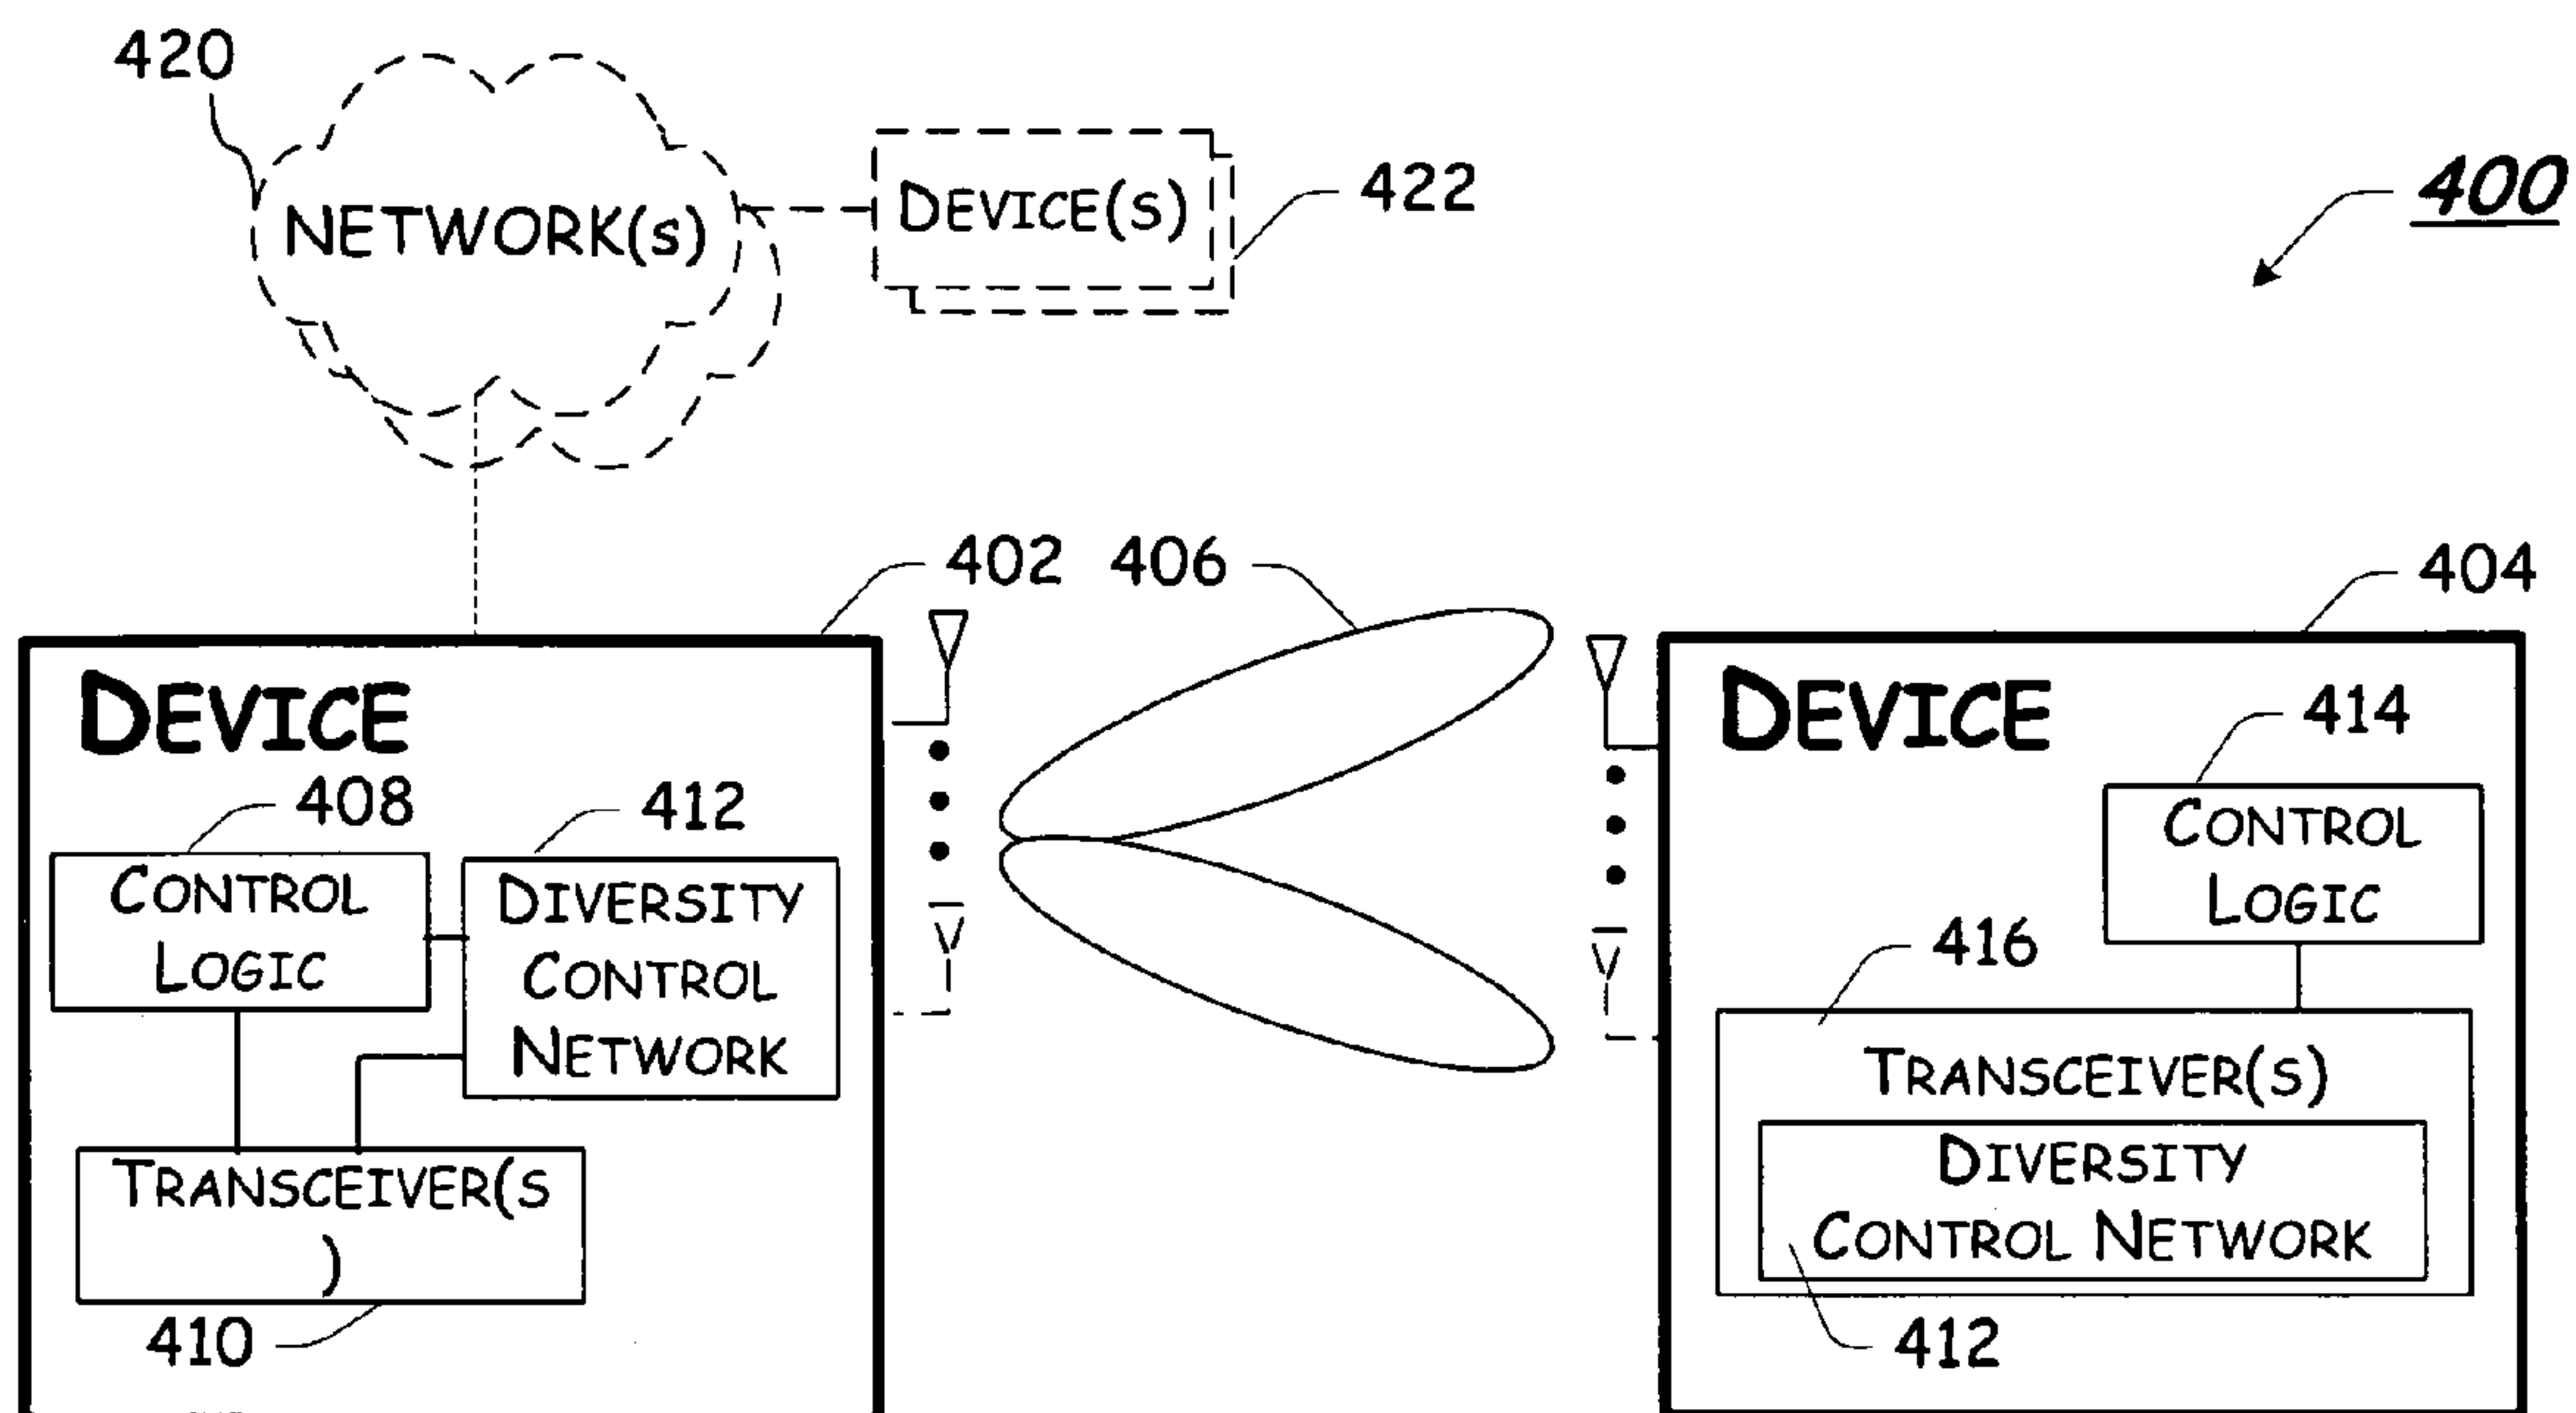 420
NETWORK(s)
DEVICE(S)
422
400
402
406
404
DEVICE
408
412
CONTROL
LOGIC
DIVERSITY
CONTROL
NETWORK
TRANSCEIVER(S
)
410
DEVICE
414
CONTROL
LOGIC
416
TRANSCEIVER(S)
DIVERSITY
CONTROL NETWORK
412